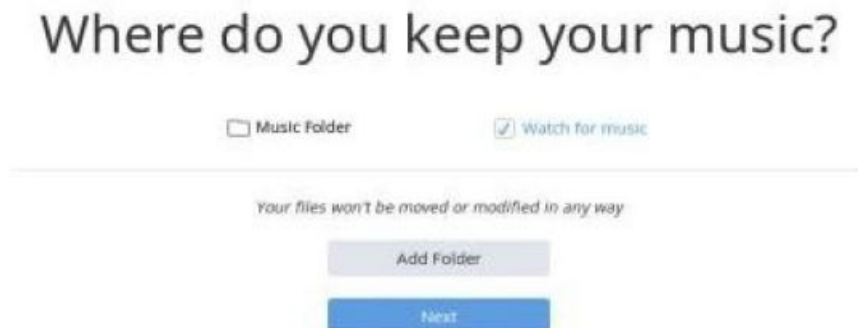 Where do you keep your music?
Music Folder
Watch for music
Your files won't be moved or modified in any way
Add Folder
Next